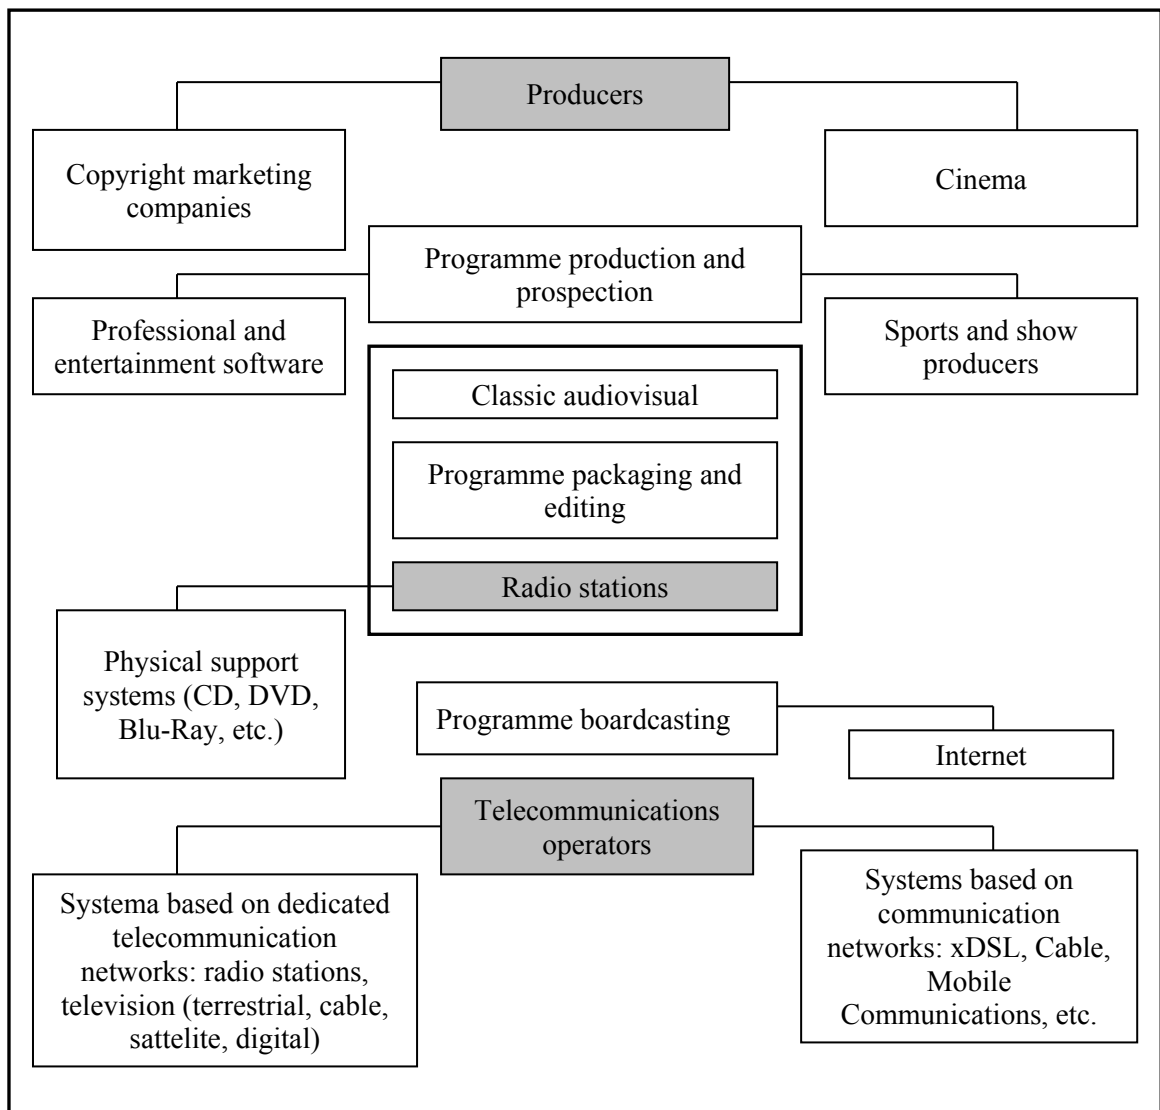 Producers
Copyright marketing
companies
Cinema
Programme production and
prospection
Professional and
entertainment software
Sports and show
producers
Classic audiovisual
Programme packaging and
editing
Radio stations
Physical support
systems (CD, DVD,
Blu-Ray, etc.)
Programme boardcasting
Internet
Telecommunications
operators
Systema based on dedicated
telecommunication
networks: radio stations,
television (terrestrial, cable,
sattelite, digital)
Systems based on
communication
networks: xDSL, Cable,
Mobile
Communications, etc.